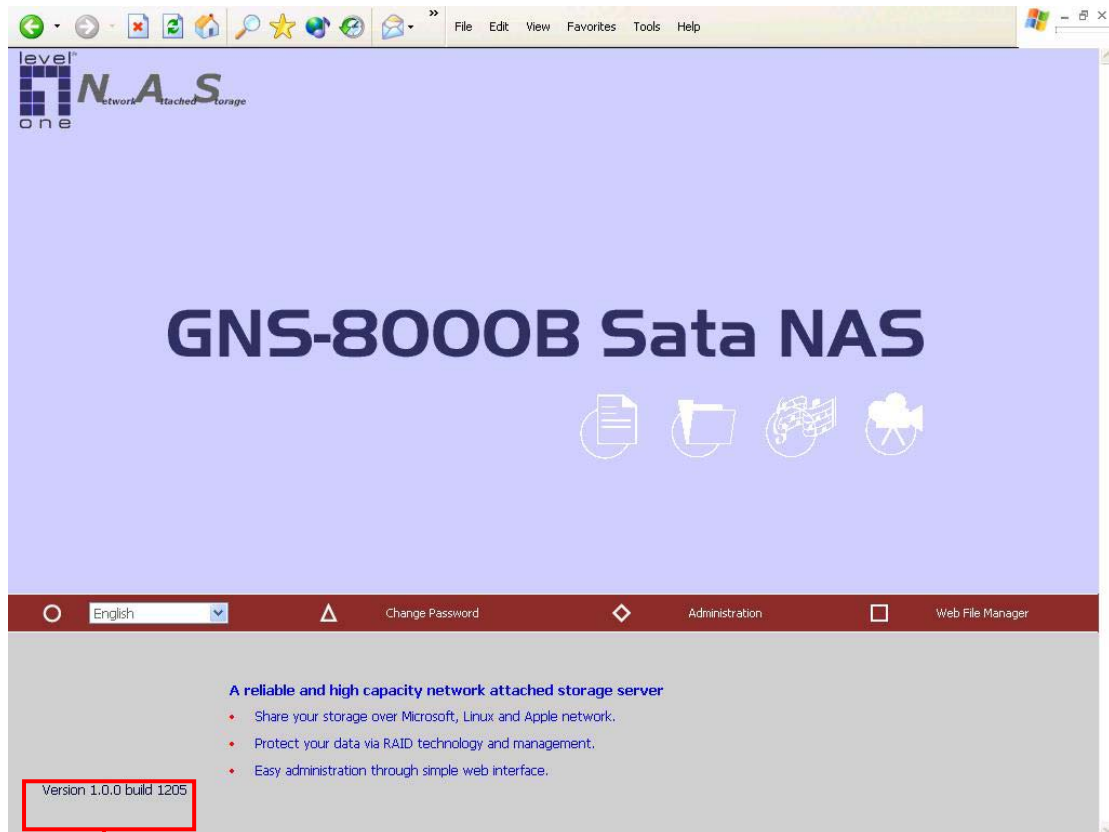 » File Edit View Favorites Tools Help
level®
one
Network Attached Storage
GNS-8000B Sata NAS
English Change Password Administration Web File Manager
A reliable and high capacity network attached storage server
• Share your storage over Microsoft, Linux and Apple network.
• Protect your data via RAID technology and management.
• Easy administration through simple web interface.
Version 1.0.0 build 1205